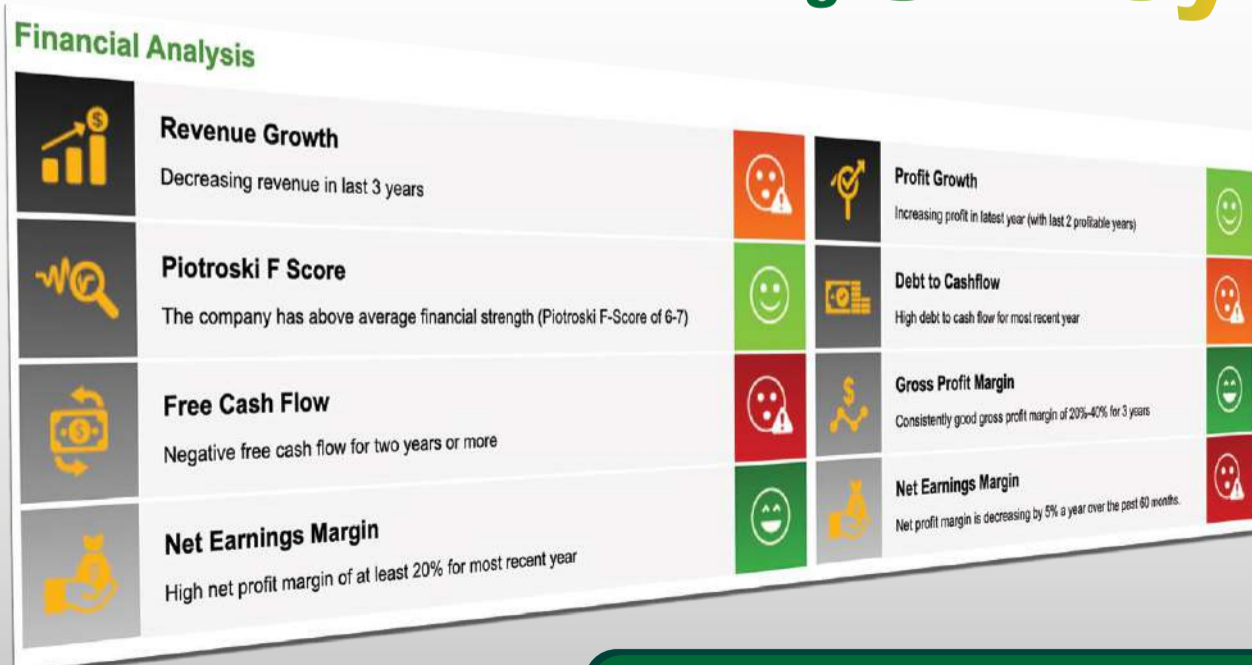 Financial Analysis
Revenue Growth
Decreasing revenue in last 3 years
Piotroski F Score
The company has above average financial strength (Piotroski F-Score of 6-7)
Free Cash Flow
Negative free cash flow for two years or more
Net Earnings Margin
High net profit margin of at least 20% for most recent year
Profit Growth
Increasing profit in latest year (with last 2 profitable years)
Debt to Cashflow
High debt to cash flow for most recent year
Gross Profit Margin
Consistently good gross profit margin of 20%-40% for 3 years
Net Earnings Margin
Net profit margin is decreasing by 5% a year over the past 60 months.